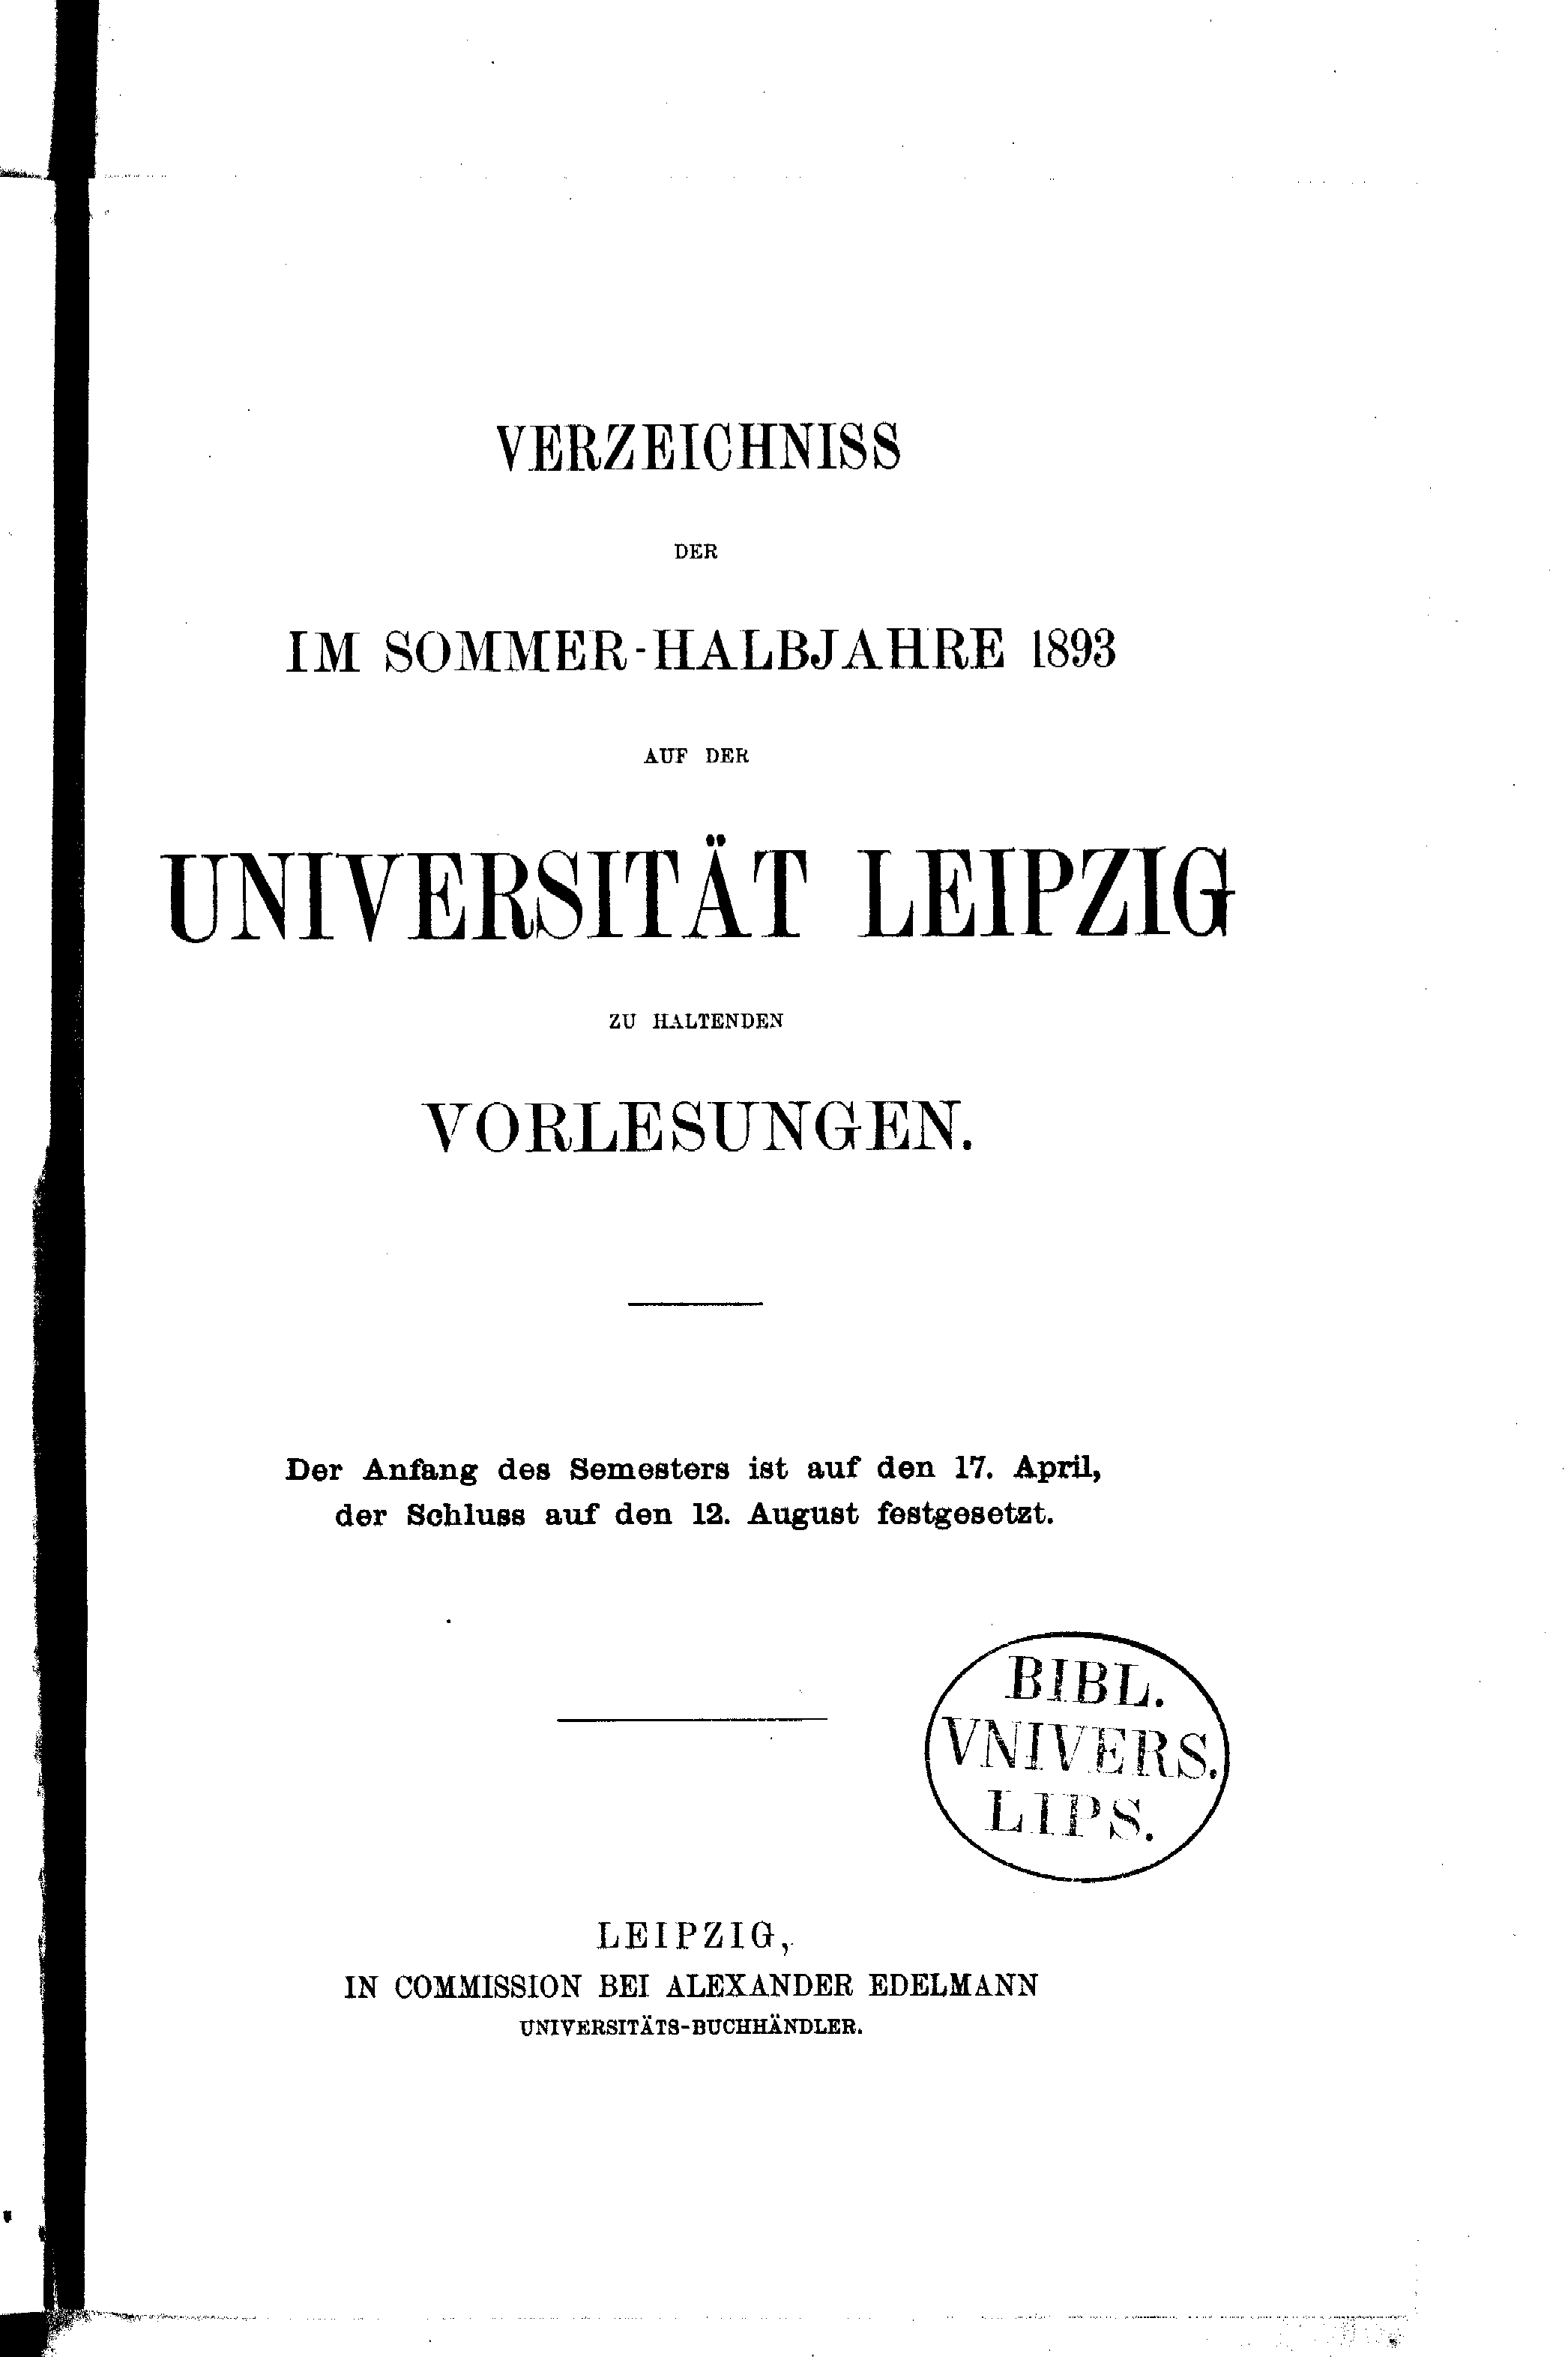 VERZEICHNISS
DER
IM SOMMER-HALBJAHRE 1893
AUF DER
UNIVERSITÄT LEIPZIG
ZU HALTENDEN
VORLESUNGEN.
Der Anfang des Semesters ist auf den 17. April,
der Schluss auf den 12. August festgesetzt.
BIBL.
VNIVERS.
LIPS.
LEIPZIG,
IN COMMISSION BEI ALEXANDER EDELMANN
UNIVERSITÄTS-BUCHHÄNDLER.